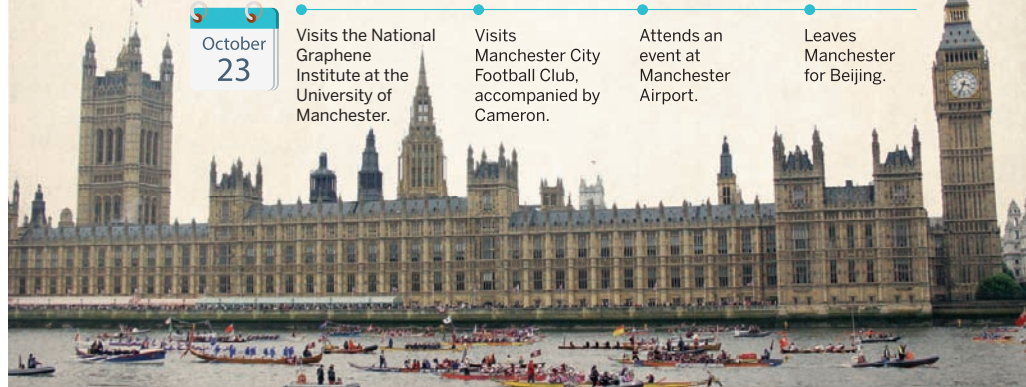 October
23
Visits the National
Graphene
Institute at the
University of
Manchester.
Visits
Manchester City
Football Club,
accompanied by
Cameron.
Attends an
event at
Manchester
Airport.
Leaves
Manchester
for Beijing.